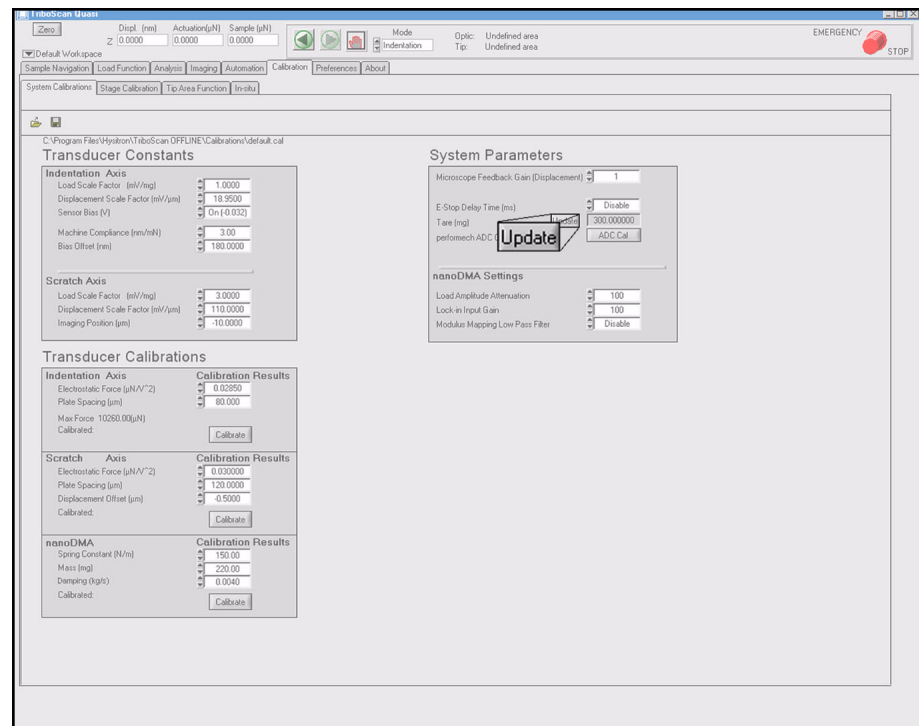 TriboScan Quasi
Zero
Displ. (nm) Actuation(µN) Sample (µN)
Z 0.0000 0.0000 0.0000
Mode
Indentation
Optic: Undefined area
Tip: Undefined area
EMERGENCY
STOP
Default Workspace
Sample Navigation Load Function Analysis Imaging Automation Calibration Preferences About
System Calibrations Stage Calibration Tip Area Function In-situ
C:\Program Files\Hysitron\TriboScan OFFLINE\Calibrations\default.cal
Transducer Constants
Indentation Axis
Load Scale Factor (mV/mg) 1.0000
Displacement Scale Factor (mV/µm) 18.9500
Sensor Bias (V) On (-0.032)
Machine Compliance (nm/mN) 3.00
Bias Offset (nm) 180.0000
Scratch Axis
Load Scale Factor (mV/mg) 3.0000
Displacement Scale Factor (mV/µm) 110.0000
Imaging Position (µm) -10.0000
Transducer Calibrations
Indentation Axis Calibration Results
Electrostatic Force (µN/V^2) 0.02850
Plate Spacing (µm) 80.000
Max Force 10260.00(µN)
Calibrated:
Calibrate
Scratch Axis Calibration Results
Electrostatic Force (µN/V^2) 0.030000
Plate Spacing (µm) 120.0000
Displacement Offset (µm) -0.5000
Calibrated:
Calibrate
nanoDMA Calibration Results
Spring Constant (N/m) 150.00
Mass (mg) 220.00
Damping (kg/s) 0.0040
Calibrated:
Calibrate
System Parameters
Microscope Feedback Gain (Displacement) 1
E-Stop Delay Time (ms) Disable
Tare (mg) Update 300.000000
performech ADC ADC Cal
Update
nanoDMA Settings
Load Amplitude Attenuation 100
Lock-in Input Gain 100
Modulus Mapping Low Pass Filter Disable